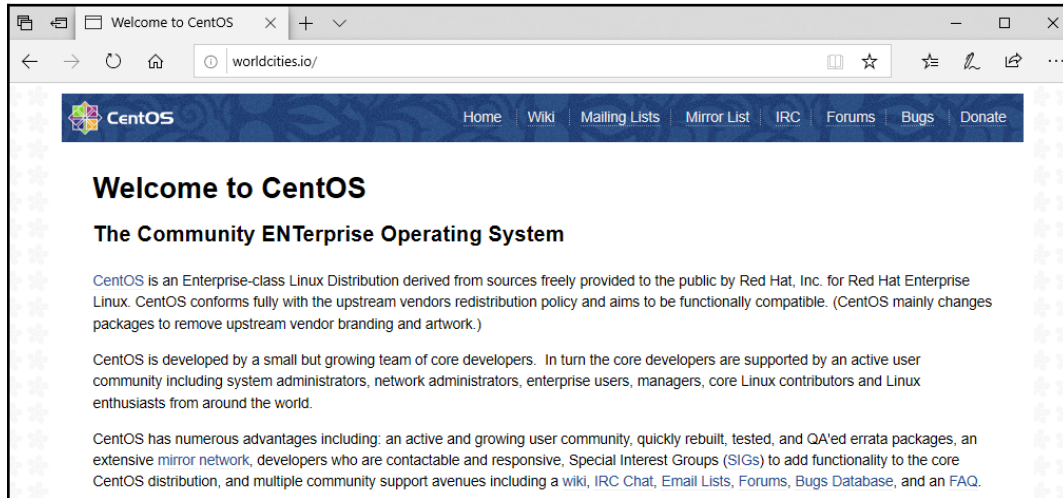 Welcome to CentOS
worldcities.io/
CentOS
Home Wiki Mailing Lists Mirror List IRC Forums Bugs Donate
Welcome to CentOS
The Community ENTerprise Operating System
CentOS is an Enterprise-class Linux Distribution derived from sources freely provided to the public by Red Hat, Inc. for Red Hat Enterprise
Linux. CentOS conforms fully with the upstream vendors redistribution policy and aims to be functionally compatible. (CentOS mainly changes
packages to remove upstream vendor branding and artwork.)
CentOS is developed by a small but growing team of core developers.  In turn the core developers are supported by an active user
community including system administrators, network administrators, enterprise users, managers, core Linux contributors and Linux
enthusiasts from around the world.
CentOS has numerous advantages including: an active and growing user community, quickly rebuilt, tested, and QA'ed errata packages, an
extensive mirror network, developers who are contactable and responsive, Special Interest Groups (SIGs) to add functionality to the core
CentOS distribution, and multiple community support avenues including a wiki, IRC Chat, Email Lists, Forums, Bugs Database, and an FAQ.